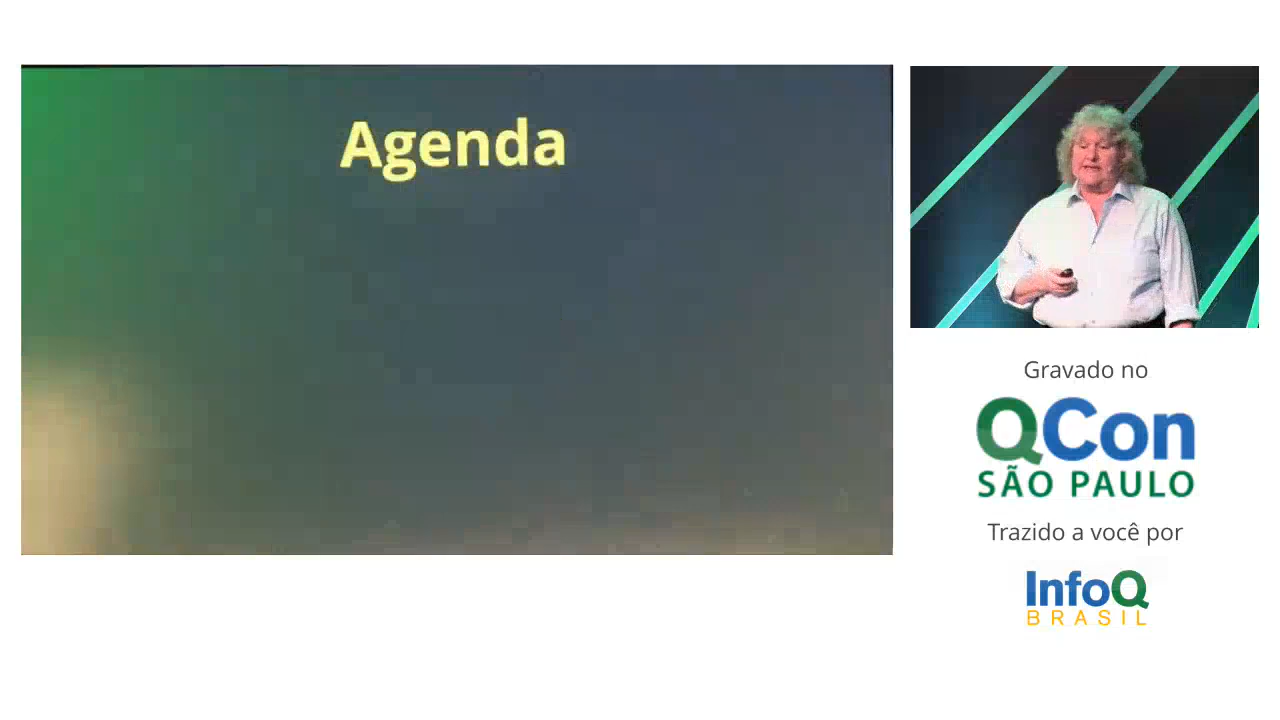 Agenda
Gravado no
QCon
SÃO PAULO
Trazido a você por
InfoQ
BRASIL